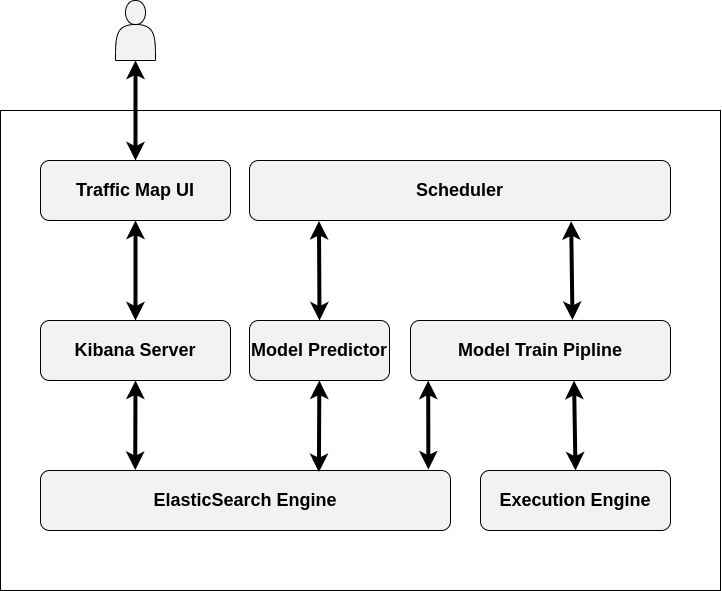 Traffic Map UI
Scheduler
Kibana Server
Model Predictor
Model Train Pipline
ElasticSearch Engine
Execution Engine